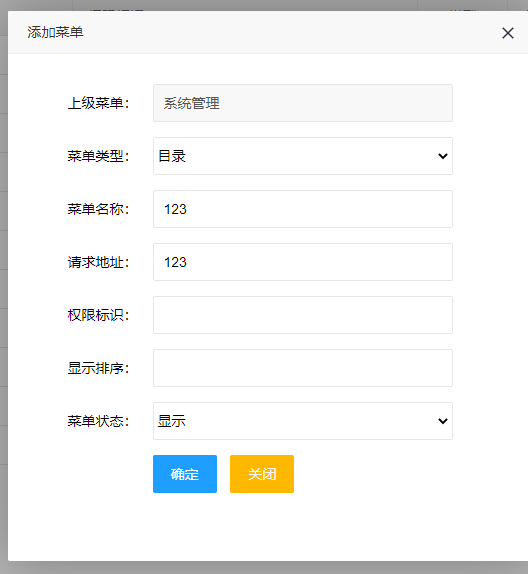 添加菜单
上级菜单： 系统管理
菜单类型： 目录
菜单名称： 123
请求地址： 123
权限标识：
显示排序：
菜单状态： 显示
确定 关闭